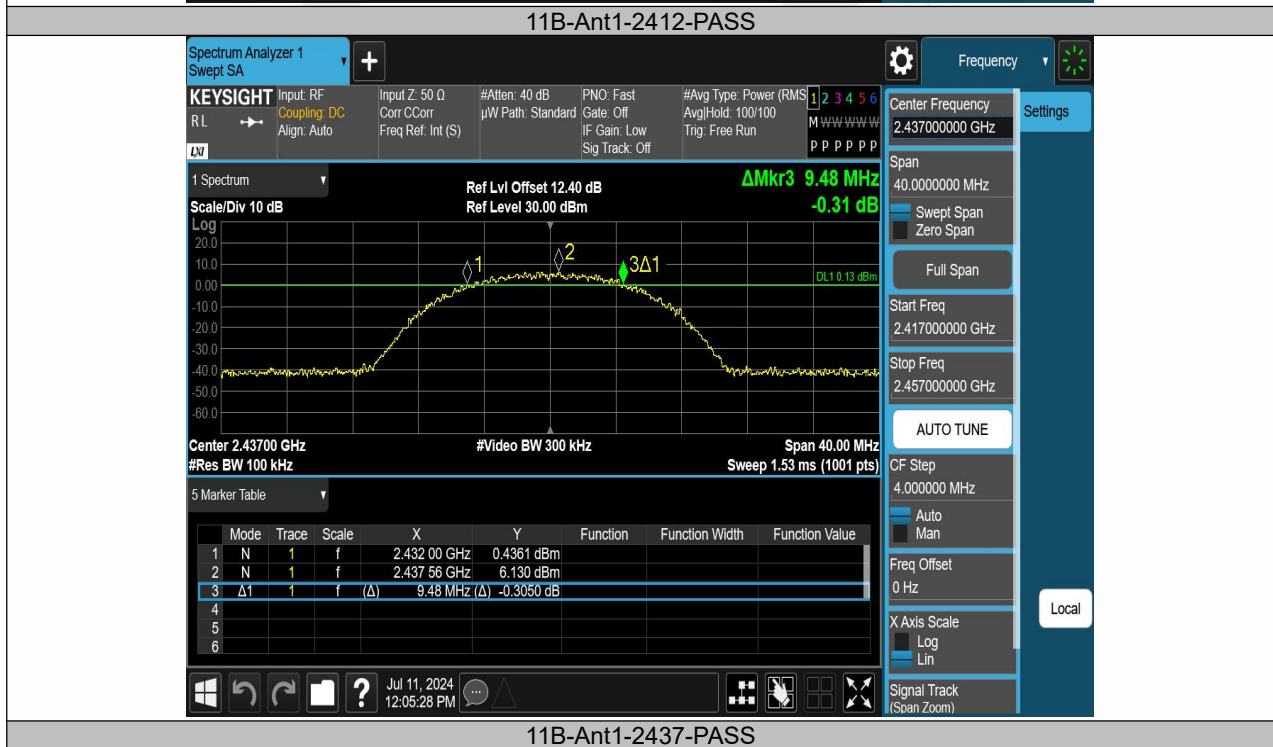 11B-Ant1-2412-PASS
Spectrum Analyzer 1
Swept SA
+
Frequency
KEYSIGHT
R L
LXI
Input: RF
Coupling: DC
Align: Auto
Input Z: 50 Ω
Corr CCorr
Freq Ref: Int (S)
#Atten: 40 dB
µW Path: Standard
PNO: Fast
Gate: Off
IF Gain: Low
Sig Track: Off
#Avg Type: Power (RMS
Avg|Hold: 100/100
Trig: Free Run
1 2 3 4 5 6
M W W W W W
P P P P P P
Center Frequency
2.437000000 GHz
Settings
Span
40.0000000 MHz
Swept Span
Zero Span
Full Span
Start Freq
2.417000000 GHz
Stop Freq
2.457000000 GHz
AUTO TUNE
CF Step
4.000000 MHz
Auto
Man
Freq Offset
0 Hz
X Axis Scale
Log
Lin
Signal Track
(Span Zoom)
Local
1 Spectrum
Scale/Div 10 dB
Ref Lvl Offset 12.40 dB
Ref Level 30.00 dBm
ΔMkr3 9.48 MHz
-0.31 dB
Log
20.0
10.0
0.00
-10.0
-20.0
-30.0
-40.0
-50.0
-60.0
1
2
3Δ1
DL1 0.13 dBm
Center 2.43700 GHz
#Video BW 300 kHz
Span 40.00 MHz
#Res BW 100 kHz
Sweep 1.53 ms (1001 pts)
5 Marker Table
Mode Trace Scale X Y Function Function Width Function Value
1 N 1 f 2.432 00 GHz 0.4361 dBm
2 N 1 f 2.437 56 GHz 6.130 dBm
3 Δ1 1 f (Δ) 9.48 MHz (Δ) -0.3050 dB
4
5
6
?
Jul 11, 2024
12:05:28 PM
11B-Ant1-2437-PASS